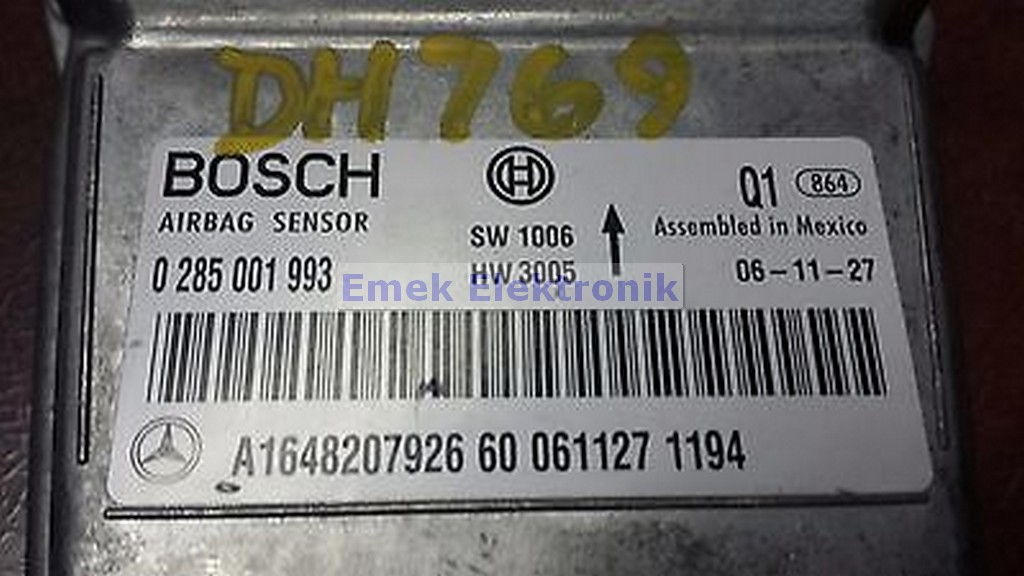 DH769
BOSCH
Q1 864
AIRBAG SENSOR
SW 1006
Assembled in Mexico
0 285 001 993
HW 3005
06-11-27
Emek Elektronik
A1648207926 60 061127 1194